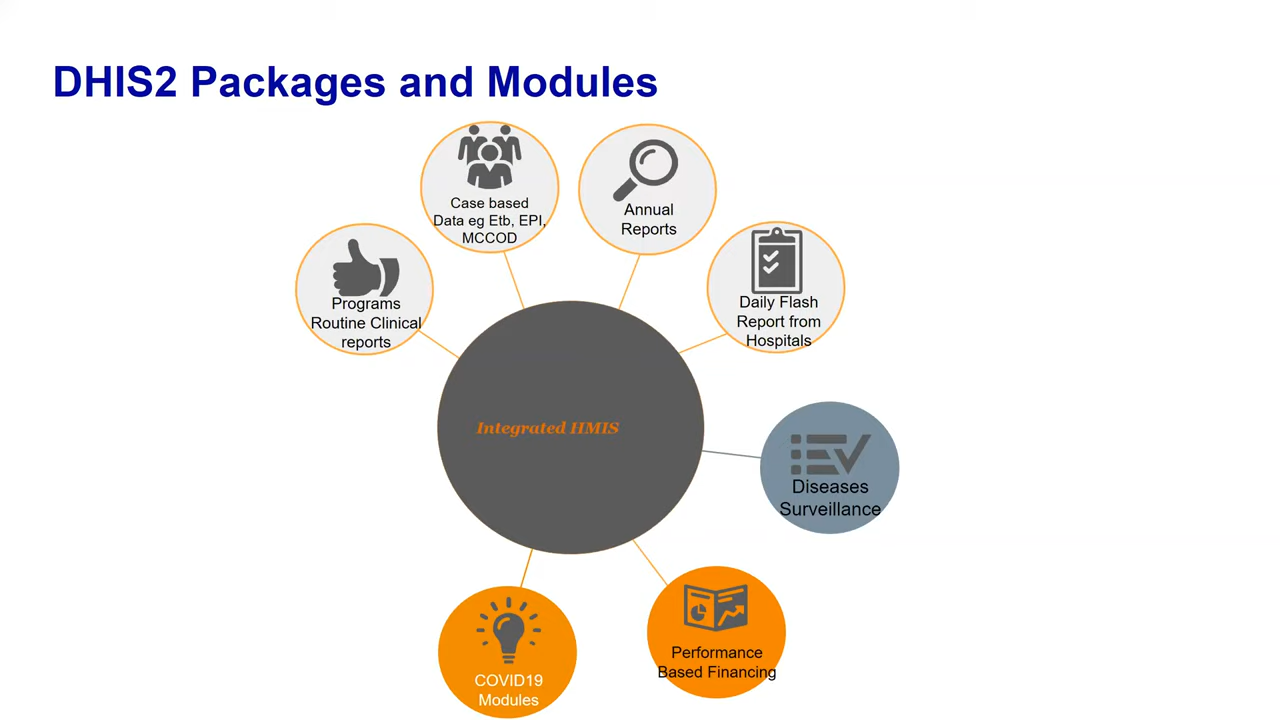 DHIS2 Packages and Modules
Case based
Data eg Etb, EPI,
MCCOD
Annual
Reports
Programs
Routine Clinical
reports
Daily Flash
Report from
Hospitals
Integrated HMIS
Diseases
Surveillance
Performance
Based Financing
COVID19
Modules